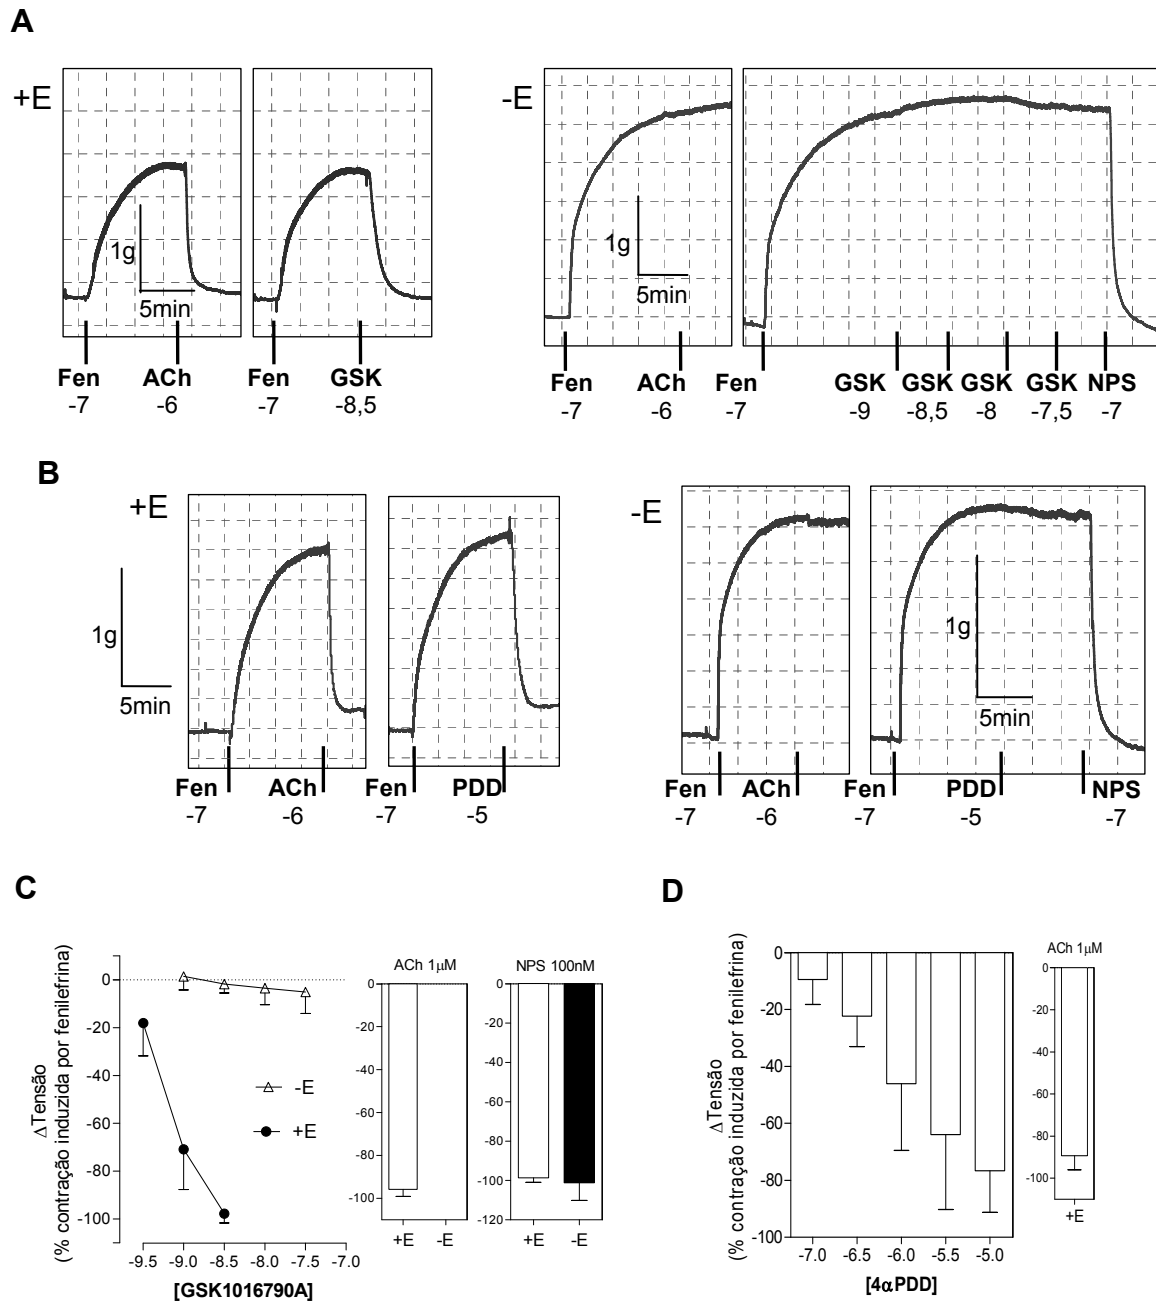 A
+E
1g
5min
Fen ACh Fen GSK
-7 -6 -7 -8,5
-E
1g
5min
Fen ACh Fen GSK GSK GSK GSK NPS
-7 -6 -7 -9 -8,5 -8 -7,5 -7
B
+E
1g
5min
Fen ACh Fen PDD
-7 -6 -7 -5
-E
1g
5min
Fen ACh Fen PDD NPS
-7 -6 -7 -5 -7
C
ΔTensão
(% contração induzida por fenilefrina)
0
-20
-40
-60
-80
-100
-9.5 -9.0 -8.5 -8.0 -7.5 -7.0
[GSK1016790A]
-E
+E
ACh 1μM
0
-20
-40
-60
-80
-100
+E -E
NPS 100nM
0
-20
-40
-60
-80
-100
-120
+E -E
D
ΔTensão
(% contração induzida por fenilefrina)
0
-20
-40
-60
-80
-100
-7.0 -6.5 -6.0 -5.5 -5.0
[4αPDD]
ACh 1μM
0
-20
-40
-60
-80
-100
+E